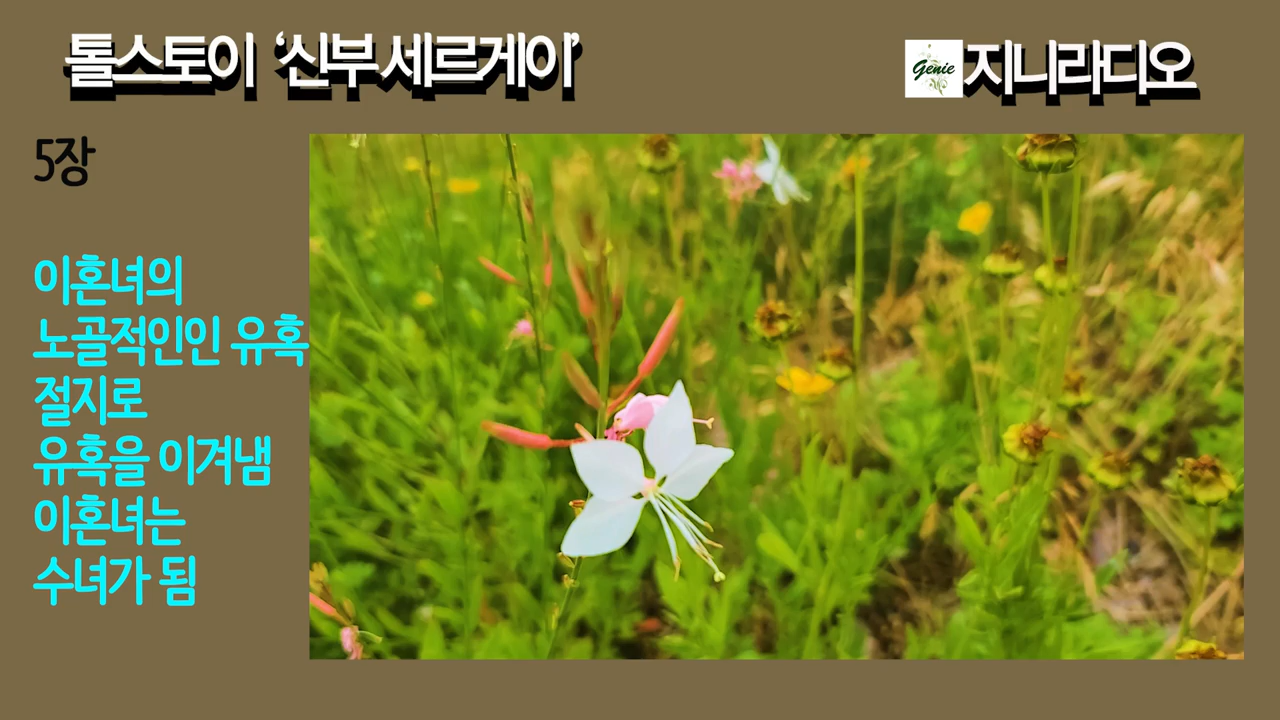 톨스토이 '신부 세르게이'
Genie 지니라디오
5장
이혼녀의
노골적인인 유혹
절지로
유혹을 이겨냄
이혼녀는
수녀가 됨